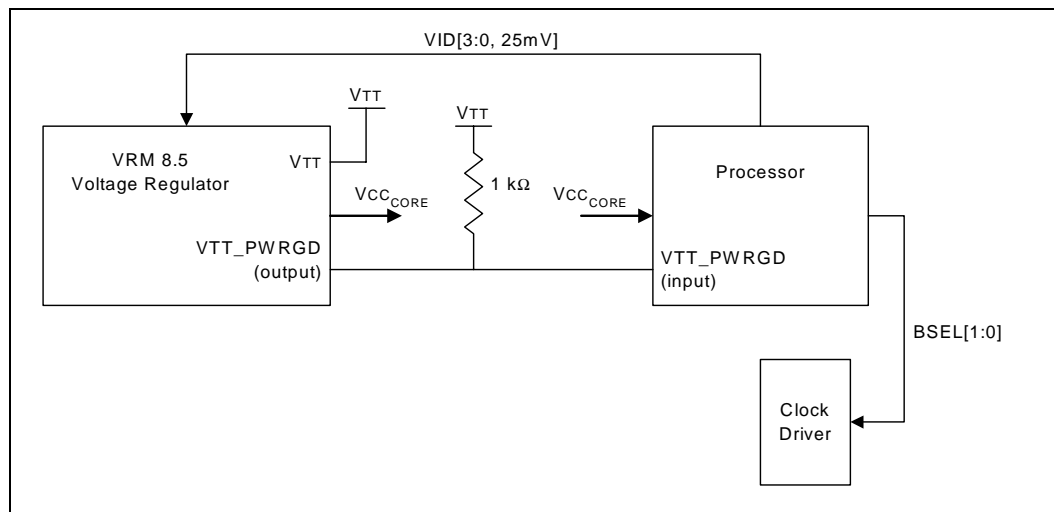 VID[3:0, 25mV]
VTT
VTT
VRM 8.5
Voltage Regulator
VTT
1 kΩ
Processor
VCCCORE
VCCCORE
VTT_PWRGD
(output)
VTT_PWRGD
(input)
BSEL[1:0]
Clock
Driver